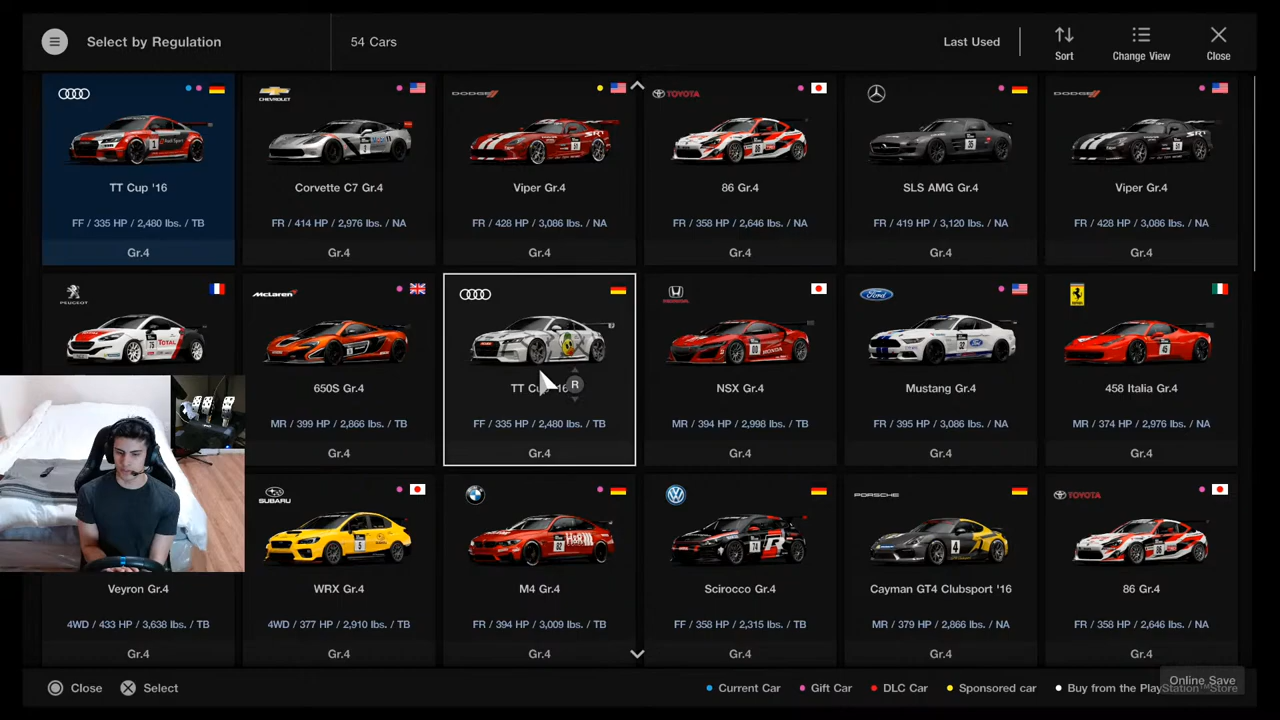 Select by Regulation
54 Cars
Last Used
Sort
Change View
Close
CHEVROLET
DODGE
TOYOTA
DODGE
TT Cup '16
Corvette C7 Gr.4
Viper Gr.4
86 Gr.4
SLS AMG Gr.4
Viper Gr.4
FF / 335 HP / 2,480 lbs. / TB
FR / 414 HP / 2,976 lbs. / NA
FR / 428 HP / 3,086 lbs. / NA
FR / 358 HP / 2,646 lbs. / NA
FR / 419 HP / 3,120 lbs. / NA
FR / 428 HP / 3,086 lbs. / NA
Gr.4
Gr.4
Gr.4
Gr.4
Gr.4
Gr.4
PEUGEOT
McLaren
HONDA
Ford
650S Gr.4
TT Cu 16
R
NSX Gr.4
Mustang Gr.4
458 Italia Gr.4
MR / 399 HP / 2,866 lbs. / TB
FF / 335 HP / 2,480 lbs. / TB
MR / 394 HP / 2,998 lbs. / TB
FR / 395 HP / 3,086 lbs. / NA
MR / 374 HP / 2,976 lbs. / NA
Gr.4
Gr.4
Gr.4
Gr.4
Gr.4
SUBARU
PORSCHE
TOYOTA
Veyron Gr.4
WRX Gr.4
M4 Gr.4
Scirocco Gr.4
Cayman GT4 Clubsport '16
86 Gr.4
4WD / 433 HP / 3,638 lbs. / TB
4WD / 377 HP / 2,910 lbs. / TB
FR / 394 HP / 3,009 lbs. / TB
FF / 358 HP / 2,315 lbs. / TB
MR / 379 HP / 2,866 lbs. / NA
FR / 358 HP / 2,646 lbs. / NA
Gr.4
Gr.4
Gr.4
Gr.4
Gr.4
Gr.4
Close
Select
Current Car
Gift Car
DLC Car
Sponsored car
Buy from the PlayStation™Store
Online Save